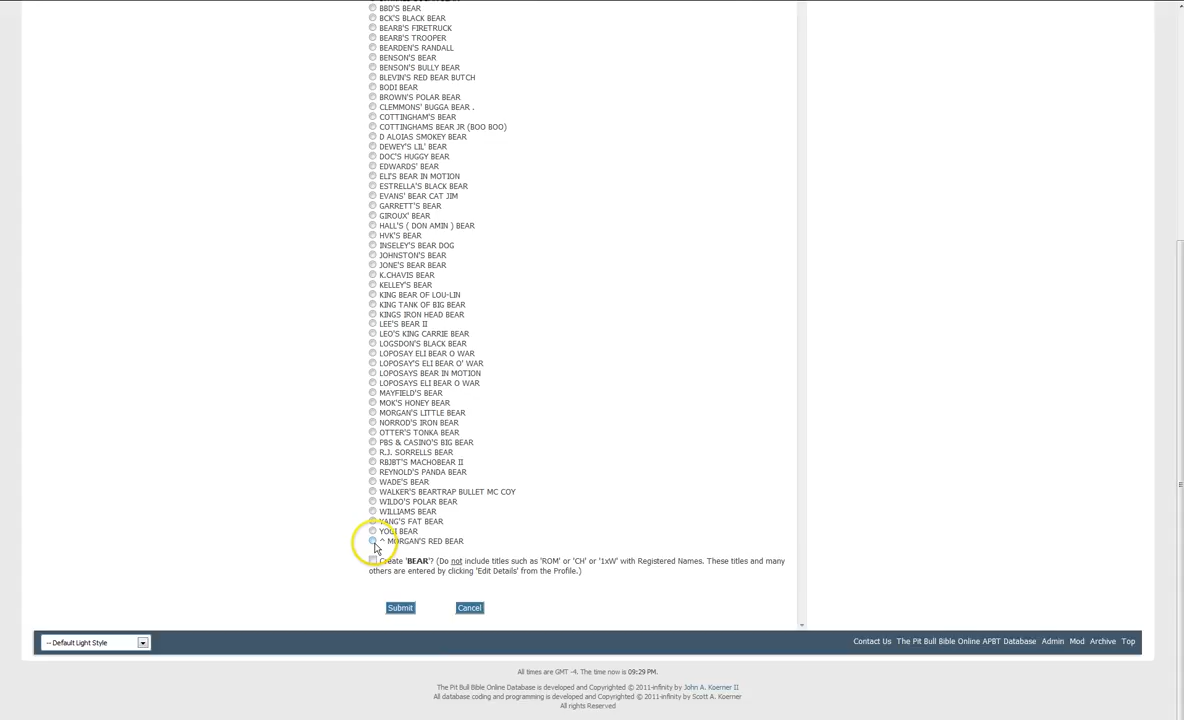 BBD'S BEAR
BCK'S BLACK BEAR
BEARB'S FIRETRUCK
BEARB'S TROOPER
BEARDEN'S RANDALL
BENSON'S BEAR
BENSON'S BULLY BEAR
BLEVIN'S RED BEAR BUTCH
BODI BEAR
BROWN'S POLAR BEAR
CLEMMONS' BUGGA BEAR .
COTTINGHAM'S BEAR
COTTINGHAMS BEAR JR (BOO BOO)
D ALOIAS SMOKEY BEAR
DEWEY'S LIL' BEAR
DOC'S HUGGY BEAR
EDWARDS' BEAR
ELI'S BEAR IN MOTION
ESTRELLA'S BLACK BEAR
EVANS' BEAR CAT JIM
GARRETT'S BEAR
GIROUX' BEAR
HALL'S ( DON AMIN ) BEAR
HVK'S BEAR
INSELEY'S BEAR DOG
JOHNSTON'S BEAR
JONE'S BEAR BEAR
K.CHAVIS BEAR
KELLEY'S BEAR
KING BEAR OF LOU-LIN
KING TANK OF BIG BEAR
KINGS IRON HEAD BEAR
LEE'S BEAR II
LEO'S KING CARRIE BEAR
LOGSDON'S BLACK BEAR
LOPOSAY ELI BEAR O WAR
LOPOSAY'S ELI BEAR O' WAR
LOPOSAYS BEAR IN MOTION
LOPOSAYS ELI BEAR O WAR
MAYFIELD'S BEAR
MOK'S HONEY BEAR
MORGAN'S LITTLE BEAR
NORROD'S IRON BEAR
OTTER'S TONKA BEAR
PBS & CASINO'S BIG BEAR
R.J. SORRELLS BEAR
RBJBT'S MACHOBEAR II
REYNOLD'S PANDA BEAR
WADE'S BEAR
WALKER'S BEARTRAP BULLET MC COY
WILDO'S POLAR BEAR
WILLIAMS BEAR
YANG'S FAT BEAR
YOGI BEAR
^ MORGAN'S RED BEAR
Create 'BEAR'? (Do not include titles such as 'ROM' or 'CH' or '1xW' with Registered Names. These titles and many
others are entered by clicking 'Edit Details' from the Profile.)
Submit Cancel
-- Default Light Style Contact Us The Pit Bull Bible Online APBT Database Admin Mod Archive Top
All times are GMT -4. The time now is 09:29 PM.
The Pit Bull Bible Online Database is developed and Copyright © 2011-infinity by John A. Koerner II
All database coding and programming is developed and Copyright © 2011-infinity by Scott A. Koerner
All rights Reserved